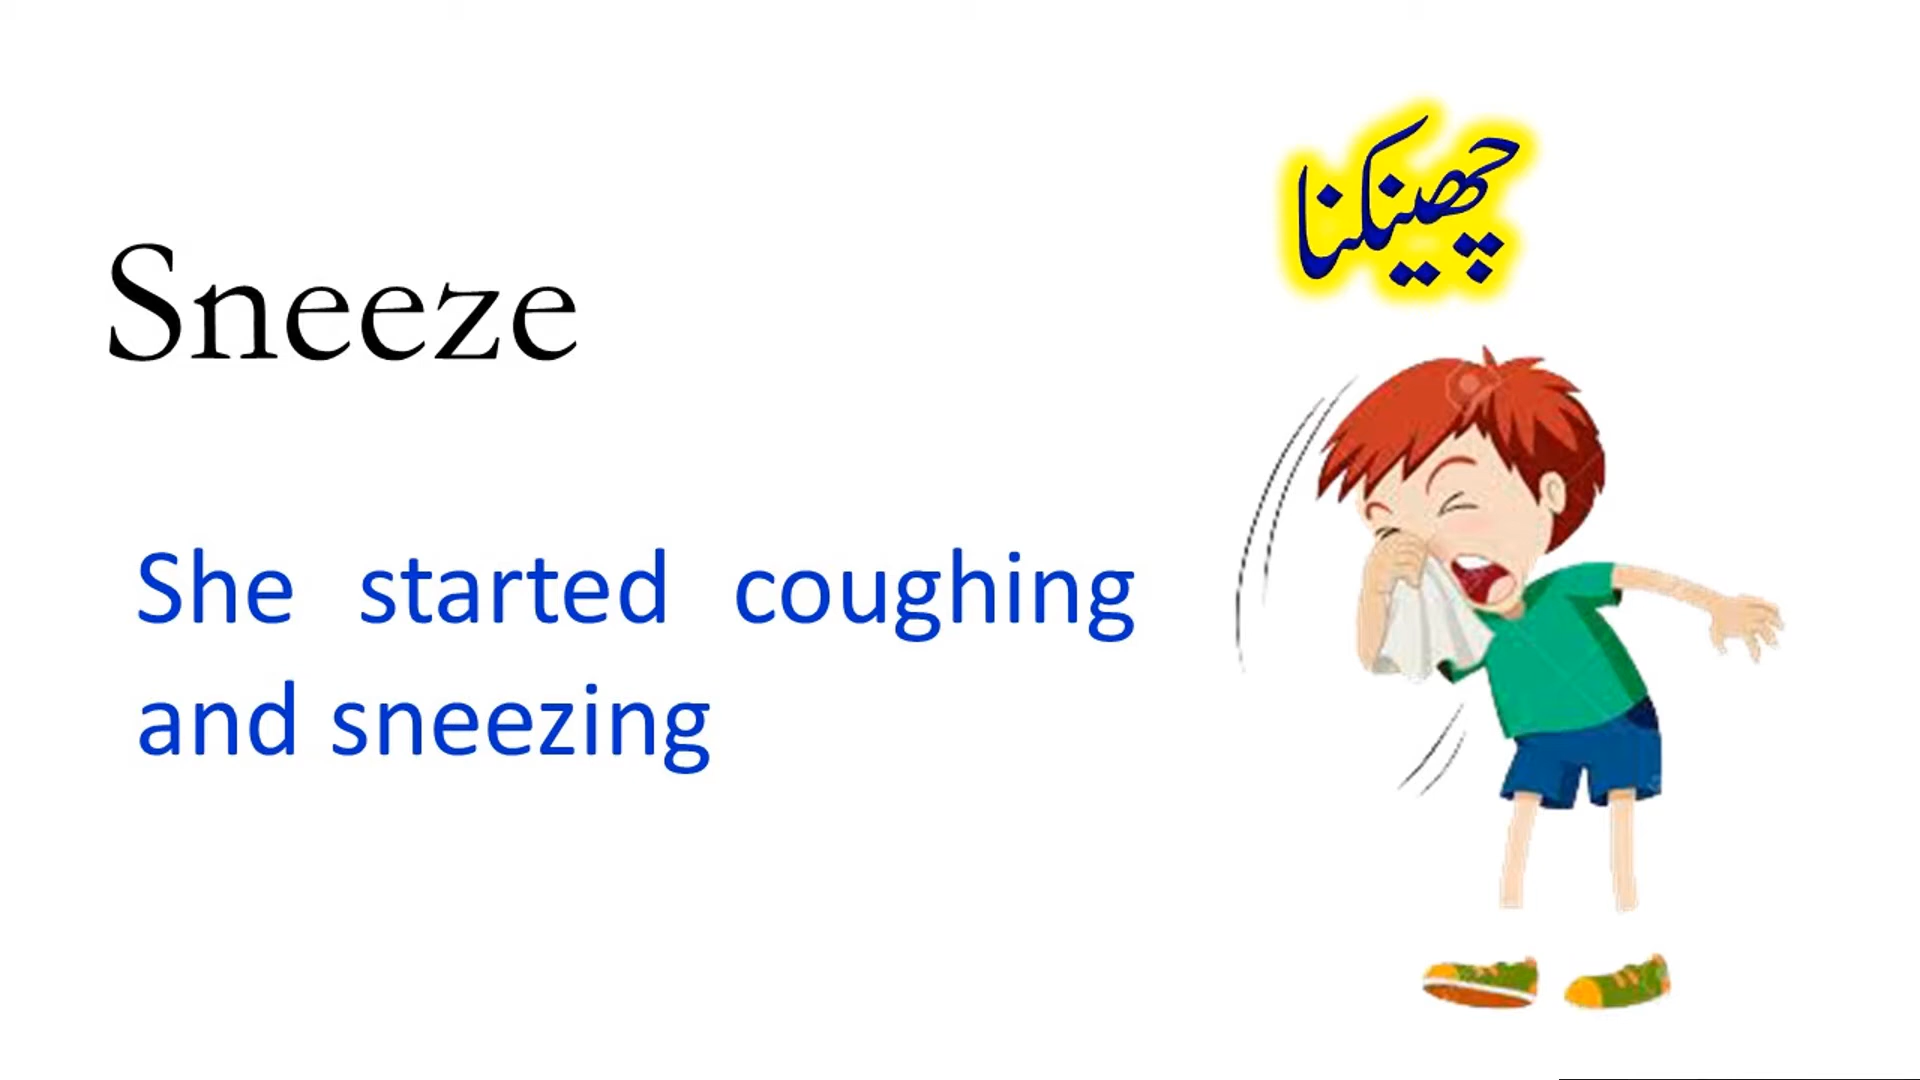 چھینکنا
Sneeze
She started coughing
and sneezing